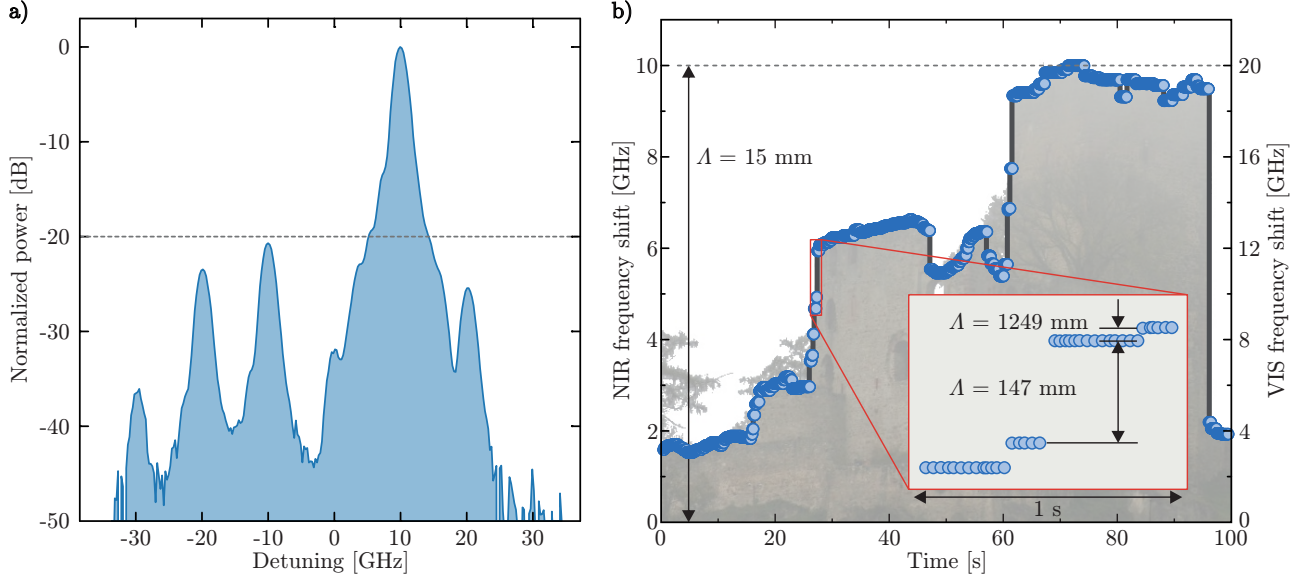 a)
Normalized power [dB]
0
-10
-20
-30
-40
-50
-30
-20
-10
0
10
20
30
Detuning [GHz]
b)
NIR frequency shift [GHz]
10
8
6
4
2
0
Λ = 15 mm
Λ = 1249 mm
Λ = 147 mm
1 s
20
16
12
8
4
0
VIS frequency shift [GHz]
0
20
40
60
80
100
Time [s]